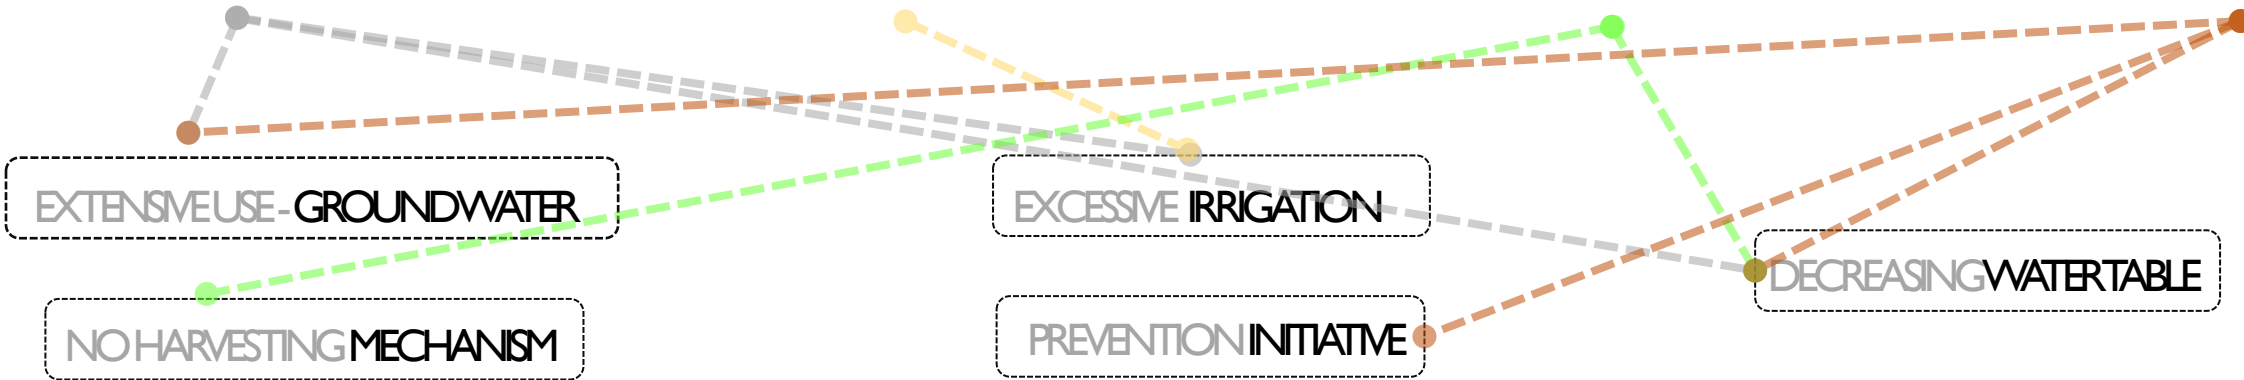 EXTENSIVE USE - GROUNDWATER
EXCESSIVE IRRIGATION
DECREASING WATER TABLE
NO HARVESTING MECHANISM
PREVENTION INITIATIVE